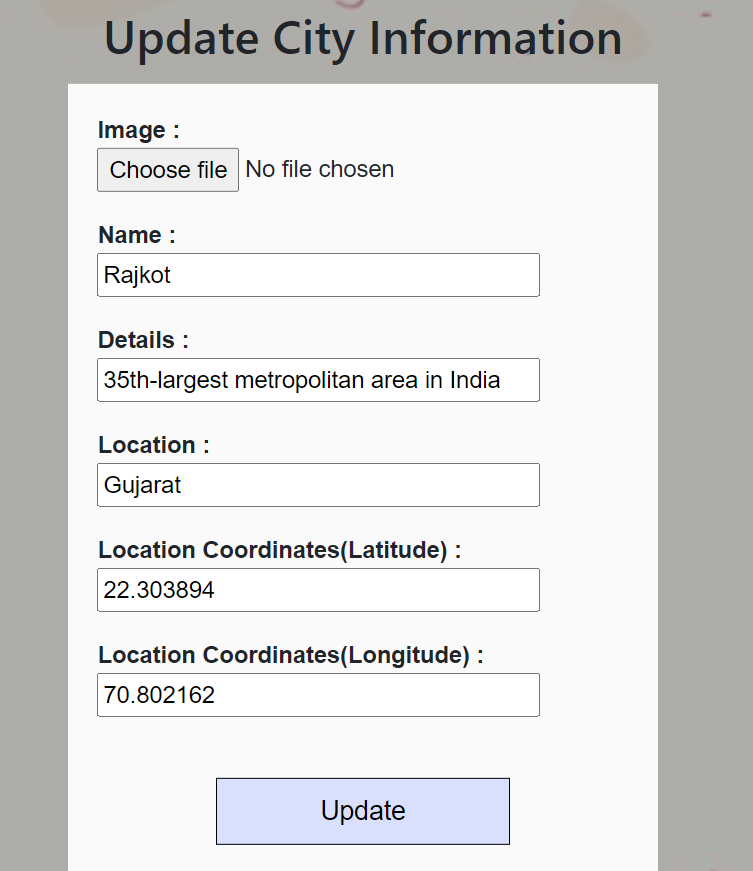 Update City Information
Image :
Choose file No file chosen
Name :
Rajkot
Details :
35th-largest metropolitan area in India
Location :
Gujarat
Location Coordinates(Latitude) :
22.303894
Location Coordinates(Longitude) :
70.802162
Update